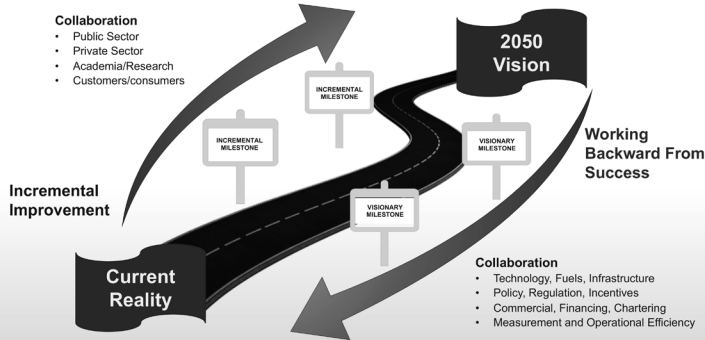 Collaboration
• Public Sector
• Private Sector
• Academia/Research
• Customers/consumers
2050
Vision
INCREMENTAL
MILESTONE
INCREMENTAL
MILESTONE
VISIONARY
MILESTONE
Working
Backward From
Success
Incremental
Improvement
VISIONARY
MILESTONE
Current
Reality
Collaboration
• Technology, Fuels, Infrastructure
• Policy, Regulation, Incentives
• Commercial, Financing, Chartering
• Measurement and Operational Efficiency